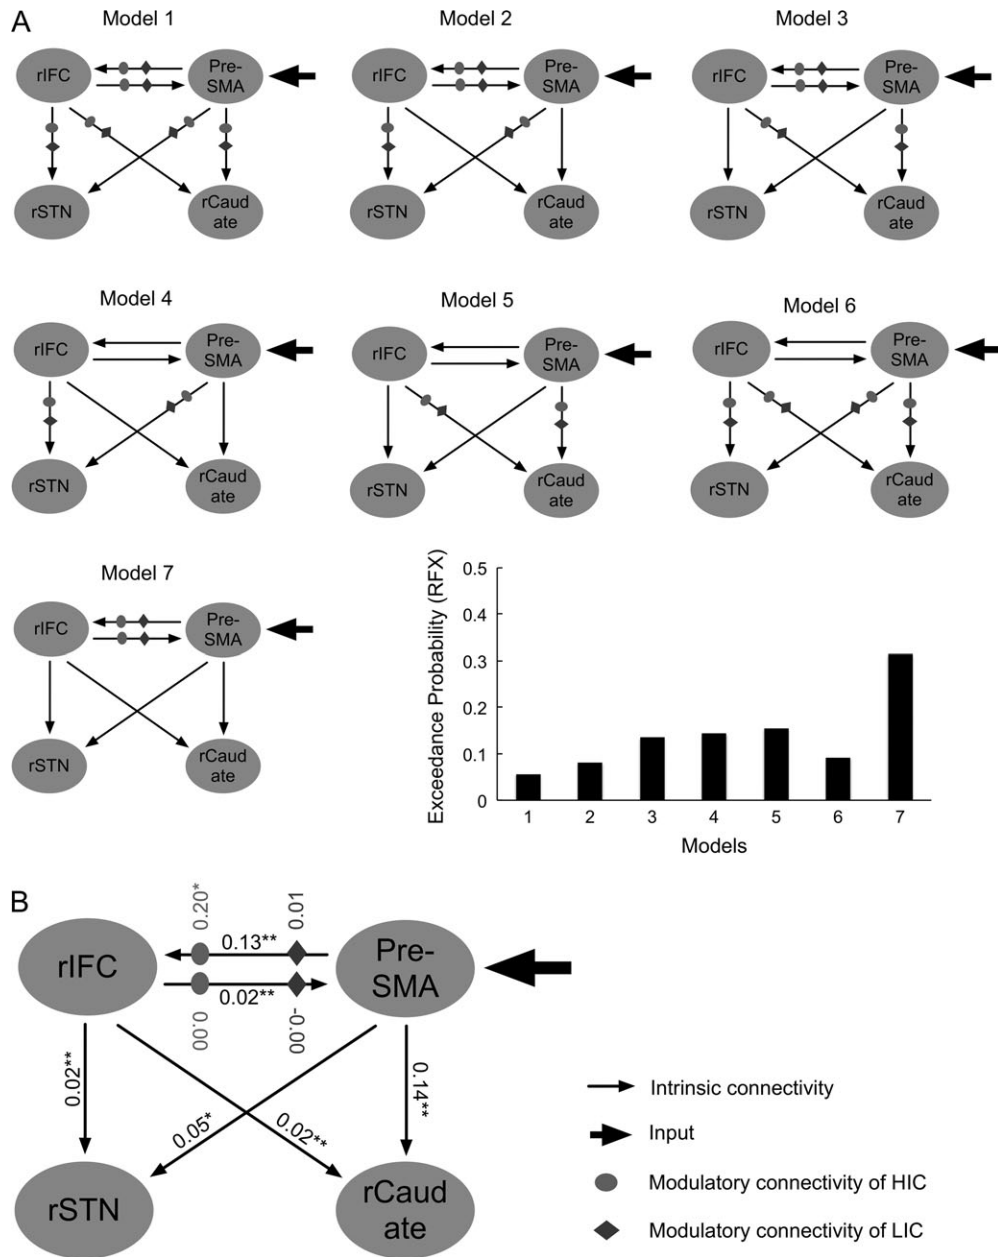 A
Model 1
Model 2
Model 3
rIFC
Pre-
SMA
rSTN
rCaud
ate
rIFC
Pre-
SMA
rSTN
rCaud
ate
rIFC
Pre-
SMA
rSTN
rCaud
ate
Model 4
Model 5
Model 6
rIFC
Pre-
SMA
rSTN
rCaud
ate
rIFC
Pre-
SMA
rSTN
rCaud
ate
rIFC
Pre-
SMA
rSTN
rCaud
ate
Model 7
rIFC
Pre-
SMA
rSTN
rCaud
ate
Exceedance Probability (RFX)
0.5
0.4
0.3
0.2
0.1
0
1 2 3 4 5 6 7
Models
B
rIFC
0.20*
0.13**
0.01
Pre-
SMA
0.02**
0.00
-0.00
0.02**
0.05*
0.02**
0.14**
rSTN
rCaud
ate
Intrinsic connectivity
Input
Modulatory connectivity of HIC
Modulatory connectivity of LIC